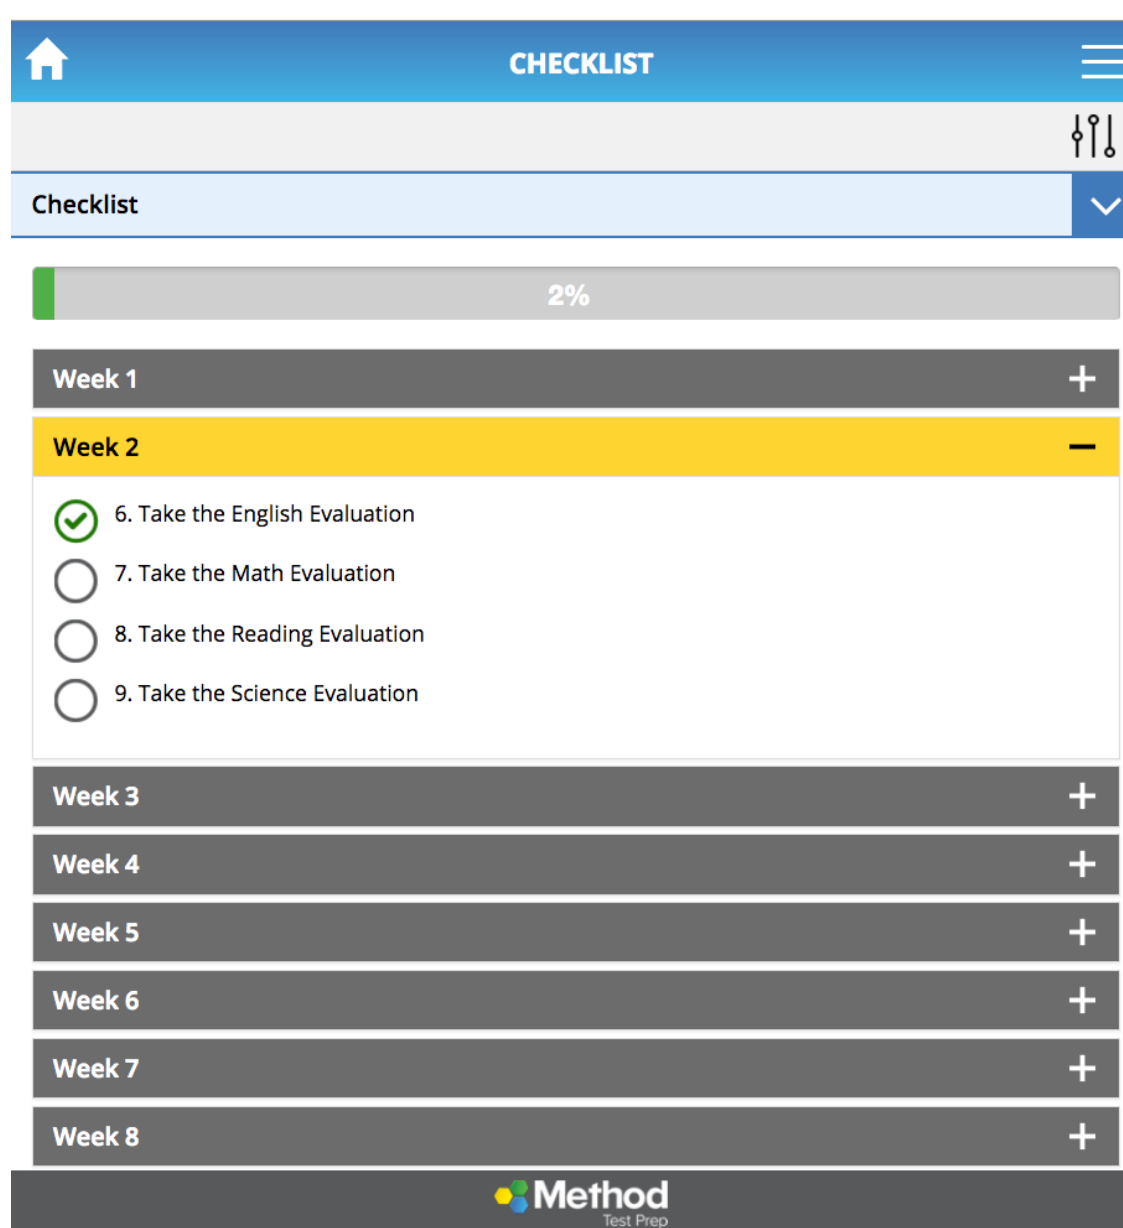 CHECKLIST
Checklist
2%
Week 1
Week 2
6. Take the English Evaluation
7. Take the Math Evaluation
8. Take the Reading Evaluation
9. Take the Science Evaluation
Week 3
Week 4
Week 5
Week 6
Week 7
Week 8
Method
Test Prep